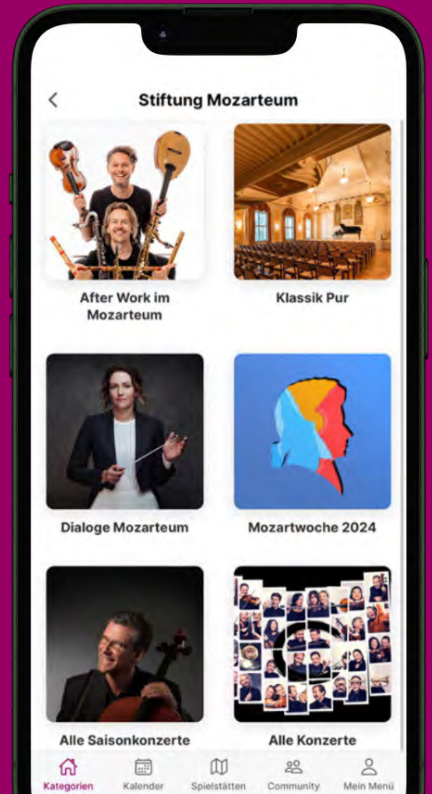 Stiftung Mozarteum
After Work im
Mozarteum
Klassik Pur
Dialoge Mozarteum
Mozartwoche 2024
Alle Saisonkonzerte
Alle Konzerte
Kategorien
Kalender
Spielstätten
Community
Mein Menü